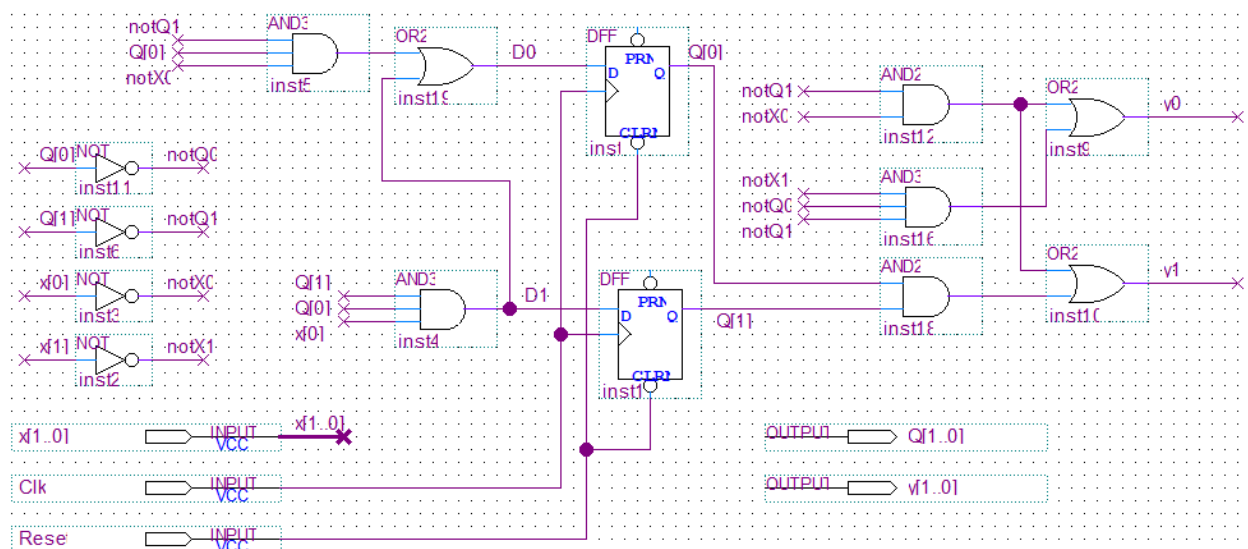 notQ1
Q[0]
notX0
AND3
inst5
OR2
inst19
D0
DFF
PRN
D
Q
CLRN
inst
Q[0]
notQ1
notX0
AND2
inst12
OR2
inst9
y0
Q[0]
NOT
notQ0
inst11
notX1
notQ0
notQ1
AND3
inst16
Q[1]
NOT
notQ1
inst6
x[0]
NOT
notX0
inst3
Q[1]
Q[0]
x[0]
AND3
inst4
D1
DFF
PRN
D
Q
CLRN
inst1
Q[1]
AND2
inst18
OR2
inst10
y1
x[1]
NOT
notX1
inst2
x[1..0]
INPUT
VCC
x[1..0]
OUTPUT
Q[1..0]
Clk
INPUT
VCC
OUTPUT
y[1..0]
Reset
INPUT
VCC